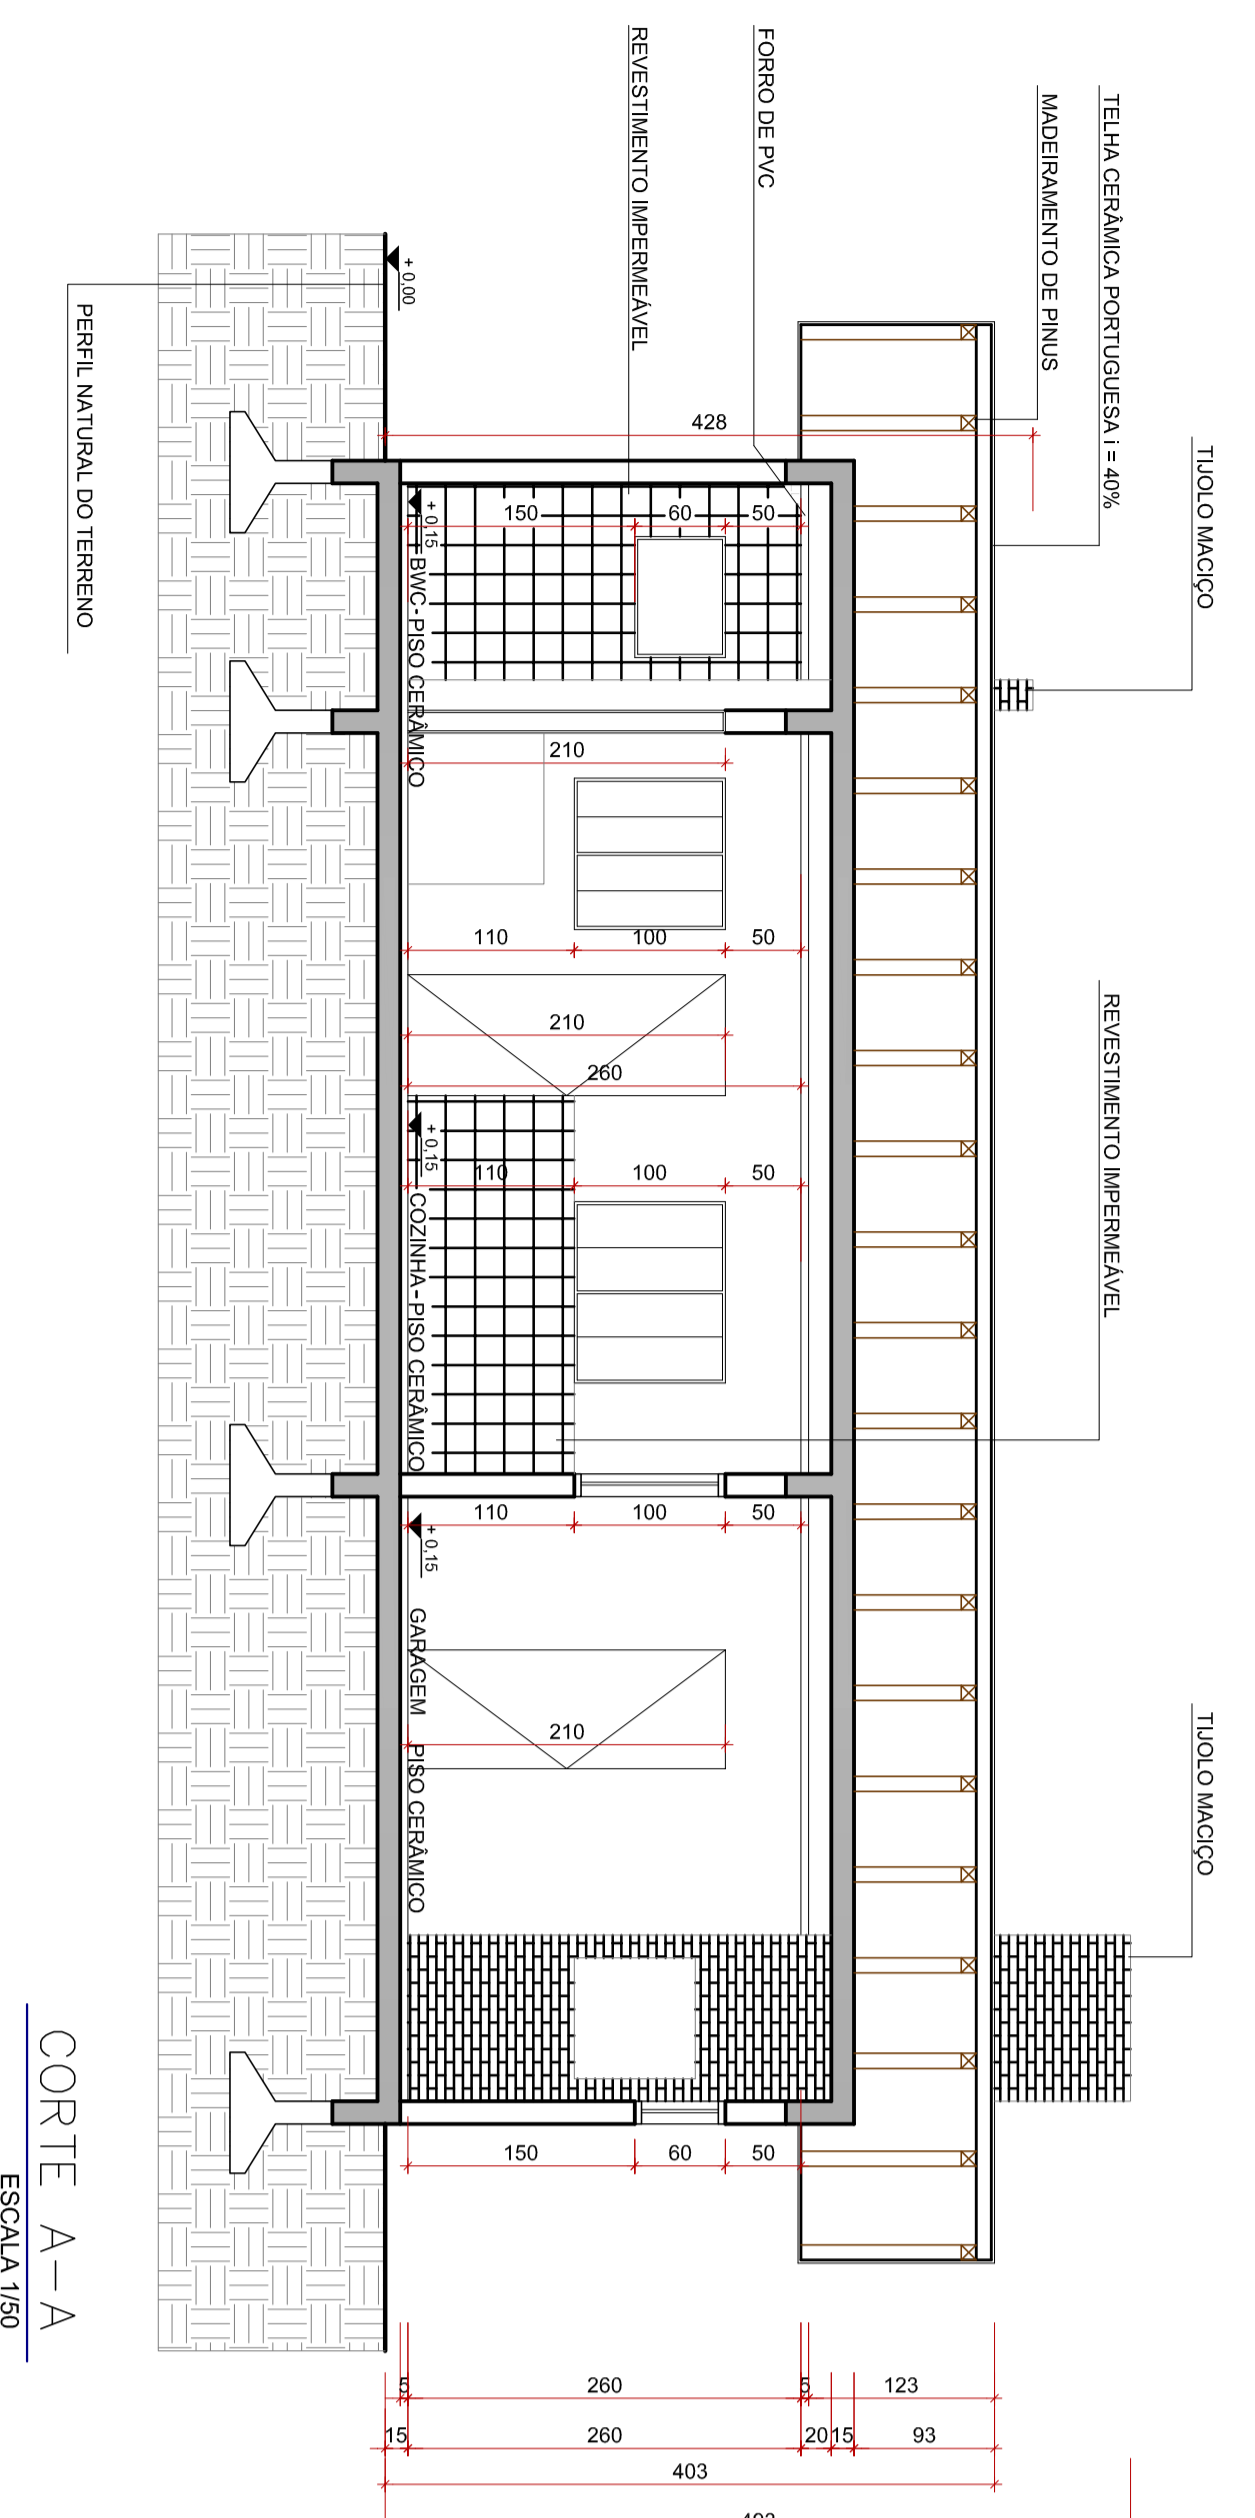 TIJOLO MACIÇO
TIJOLO MACIÇO
TELHA CERÂMICA PORTUGUESA i = 40%
REVESTIMENTO IMPERMEÁVEL
MADEIRAMENTO DE PINUS
FORRO DE PVC
REVESTIMENTO IMPERMEÁVEL
428
50
60
150
210
50
100
110
210
260
50
100
110
50
100
110
210
50
60
150
+ 0,00
+ 0,15
BWC - PISO CERÂMICO
+ 0,15
COZINHA - PISO CERÂMICO
+ 0,15
GARAGEM PISO CERÂMICO
PERFIL NATURAL DO TERRENO
5
260
5
123
15
260
20
15
93
403
CORTE A-A
ESCALA 1/50